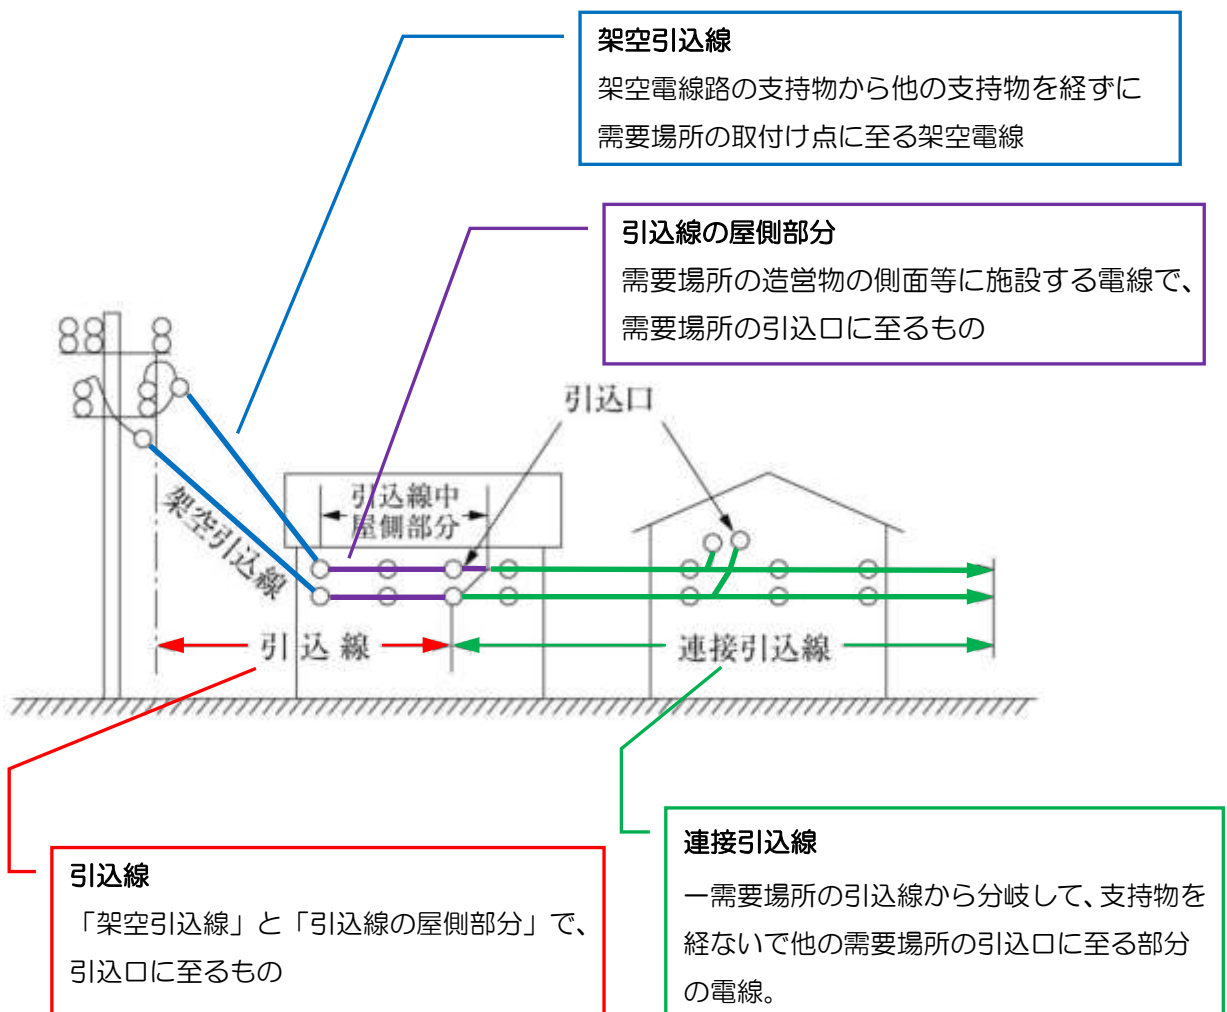 架空引込線
架空電線路の支持物から他の支持物を経ずに
需要場所の取付け点に至る架空電線
引込線の屋側部分
需要場所の造営物の側面等に施設する電線で、
需要場所の引込口に至るもの
引込口
引込線中
屋側部分
架空引込線
引込線
連接引込線
引込線
「架空引込線」と「引込線の屋側部分」で、
引込口に至るもの
連接引込線
一需要場所の引込線から分岐して、支持物を
経ないで他の需要場所の引込口に至る部分
の電線。